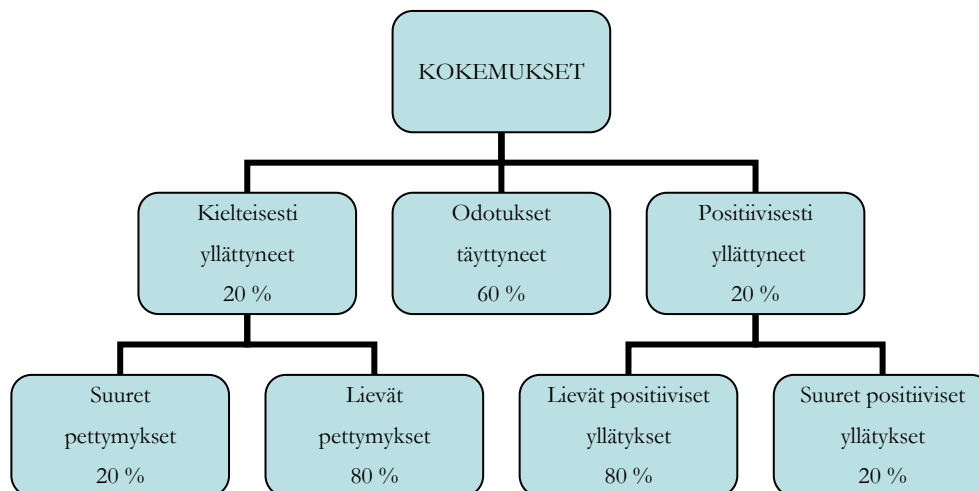 KOKEMUKSET
Kielteisesti
yllättyneet
20 %
Odotukset
täyttyneet
60 %
Positiivisesti
yllättyneet
20 %
Suuret
pettymykset
20 %
Lievät
pettymykset
80 %
Lievät positiiviset
yllätykset
80 %
Suuret positiiviset
yllätykset
20 %